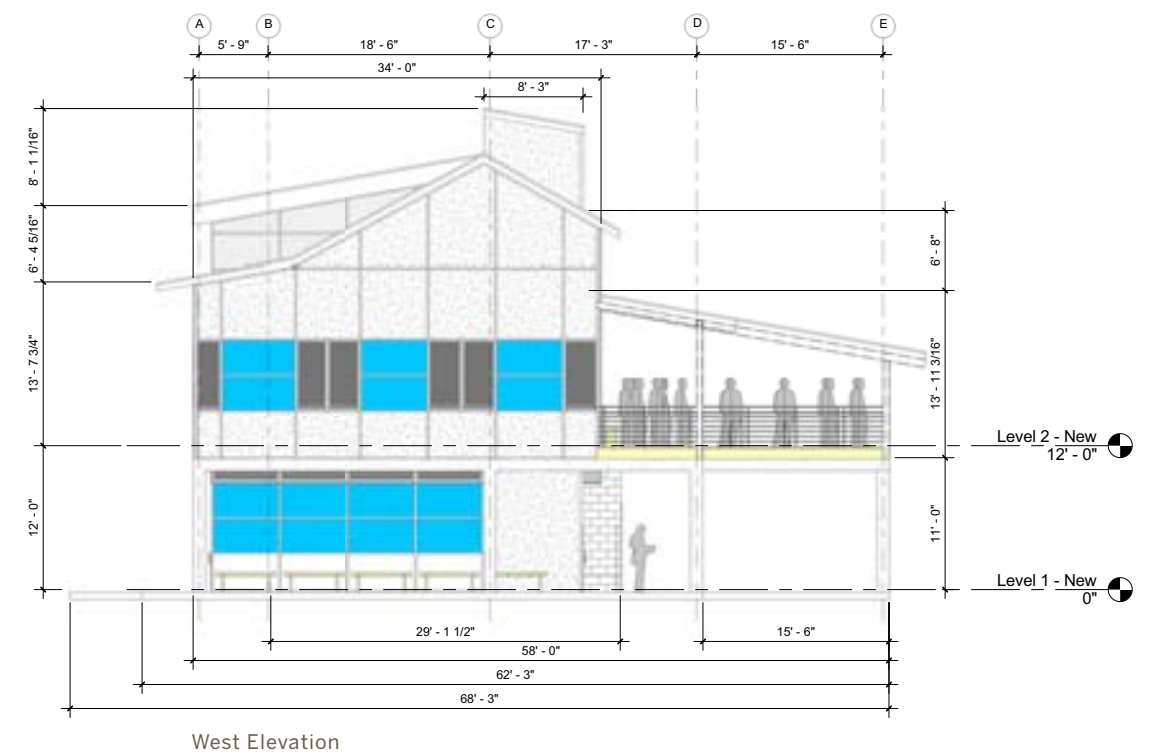 A
B
C
D
E
5' - 9"
18' - 6"
17' - 3"
15' - 6"
34' - 0"
8' - 3"
8' - 1 1/16"
6' - 4 5/16"
6' - 8"
13' - 7 3/4"
13' - 11 3/16"
Level 2 - New
12' - 0"
12' - 0"
11' - 0"
Level 1 - New
0"
29' - 1 1/2"
15' - 6"
58' - 0"
62' - 3"
68' - 3"
West Elevation